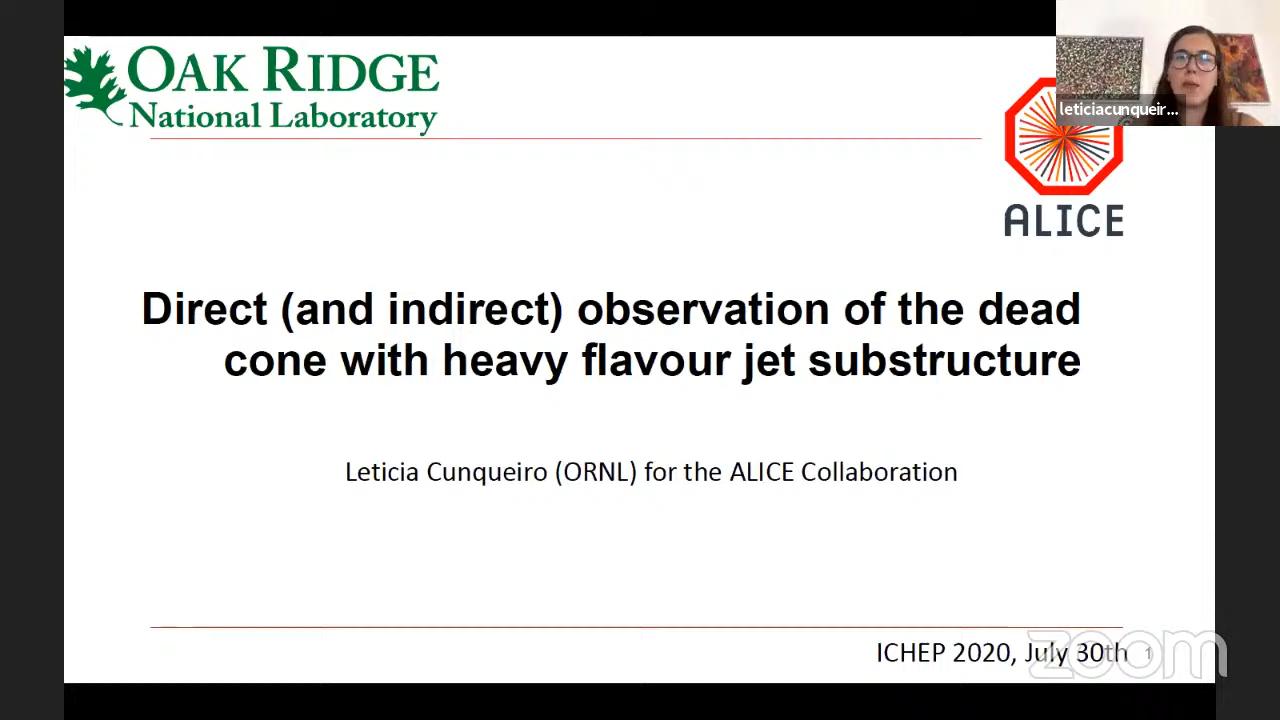 OAK RIDGE
National Laboratory
leticiacunqueir...
ALICE
Direct (and indirect) observation of the dead
cone with heavy flavour jet substructure
Leticia Cunqueiro (ORNL) for the ALICE Collaboration
ICHEP 2020, July 30th 1
zoom